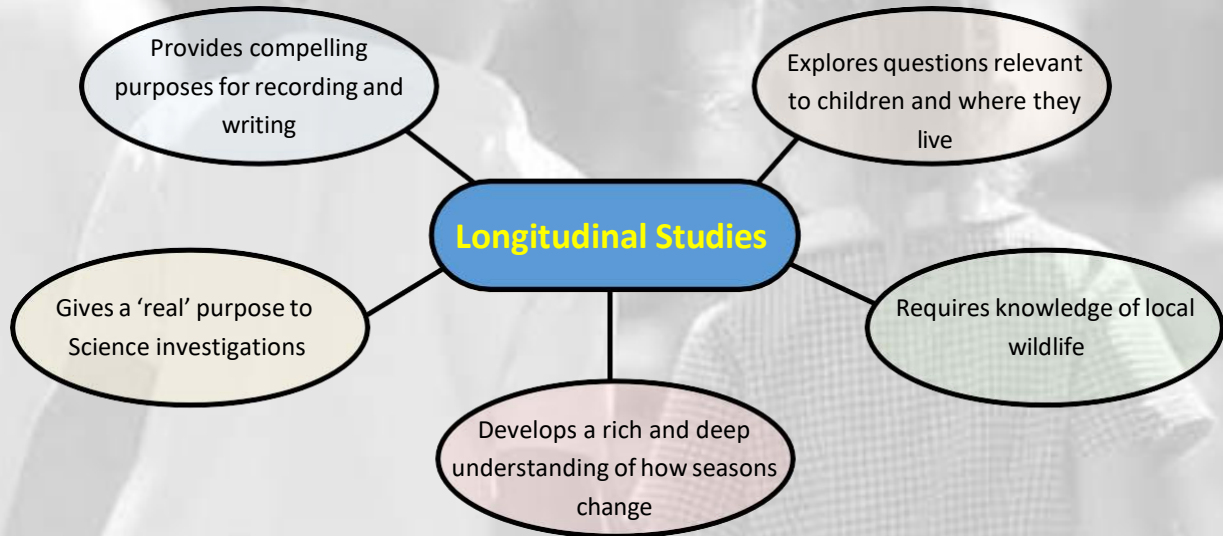 Provides compelling
purposes for recording and
writing
Explores questions relevant
to children and where they
live
Longitudinal Studies
Gives a ‘real’ purpose to
Science investigations
Requires knowledge of local
wildlife
Develops a rich and deep
understanding of how seasons
change